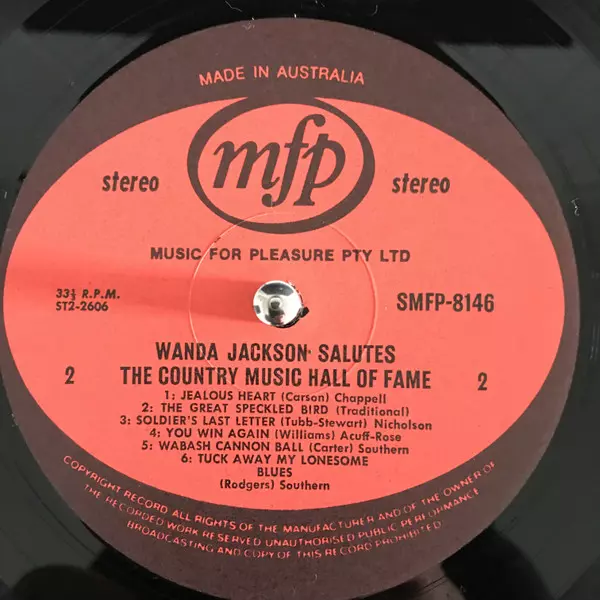 MADE IN AUSTRALIA
mfp
stereo stereo
MUSIC FOR PLEASURE PTY LTD
33⅓ R.P.M.
ST2-2606
SMFP-8146
WANDA JACKSON SALUTES
2 THE COUNTRY MUSIC HALL OF FAME 2
1: JEALOUS HEART (Carson) Chappell
2: THE GREAT SPECKLED BIRD (Traditional)
3: SOLDIER'S LAST LETTER (Tubb-Stewart) Nicholson
4: YOU WIN AGAIN (Williams) Acuff-Rose
5: WABASH CANNON BALL (Carter) Southern
6: TUCK AWAY MY LONESOME
BLUES
(Rodgers) Southern
COPYRIGHT RECORD ALL RIGHTS OF THE MANUFACTURER AND OF THE OWNER OF
THE RECORDED WORK RESERVED UNAUTHORISED PUBLIC PERFORMANCE
BROADCASTING AND COPY OF THIS RECORD PROHIBITED